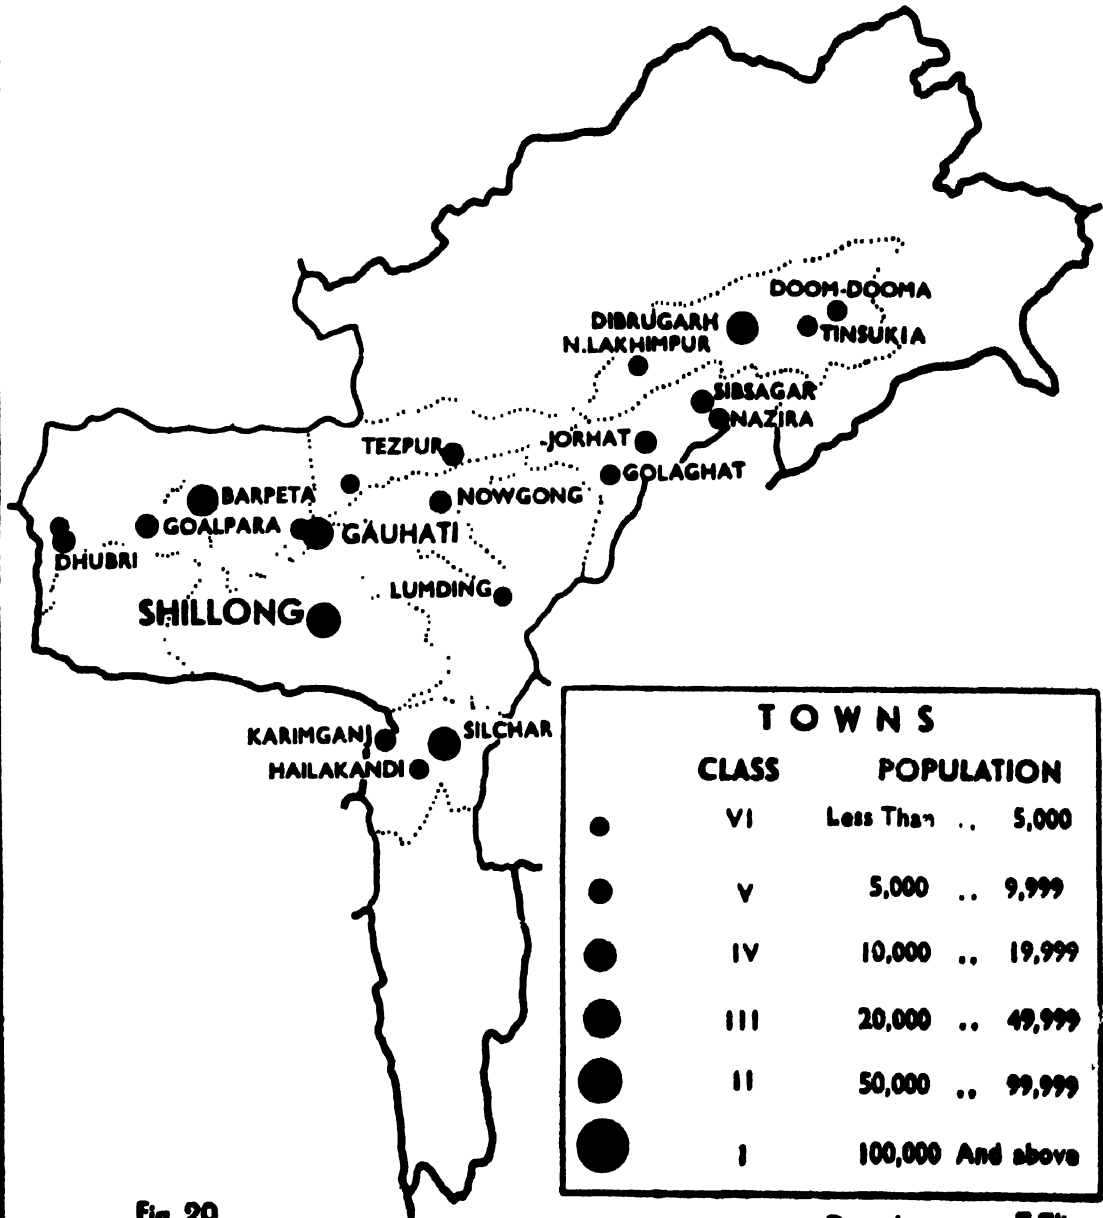 DOOM-DOOMA
DIBRUGARH
TINSUKIA
N.LAKHIMPUR
SIBSAGAR
NAZIRA
TEZPUR
JORHAT
GOLAGHAT
BARPETA
NOWGONG
GOALPARA
GAUHATI
DHUBRI
LUMDING
SHILLONG
KARIMGANJ
SILCHAR
HAILAKANDI
TOWNS
CLASS POPULATION
VI Less Than .. 5,000
V 5,000 .. 9,999
IV 10,000 .. 19,999
III 20,000 .. 49,999
II 50,000 .. 99,999
I 100,000 And above
Fig. 20